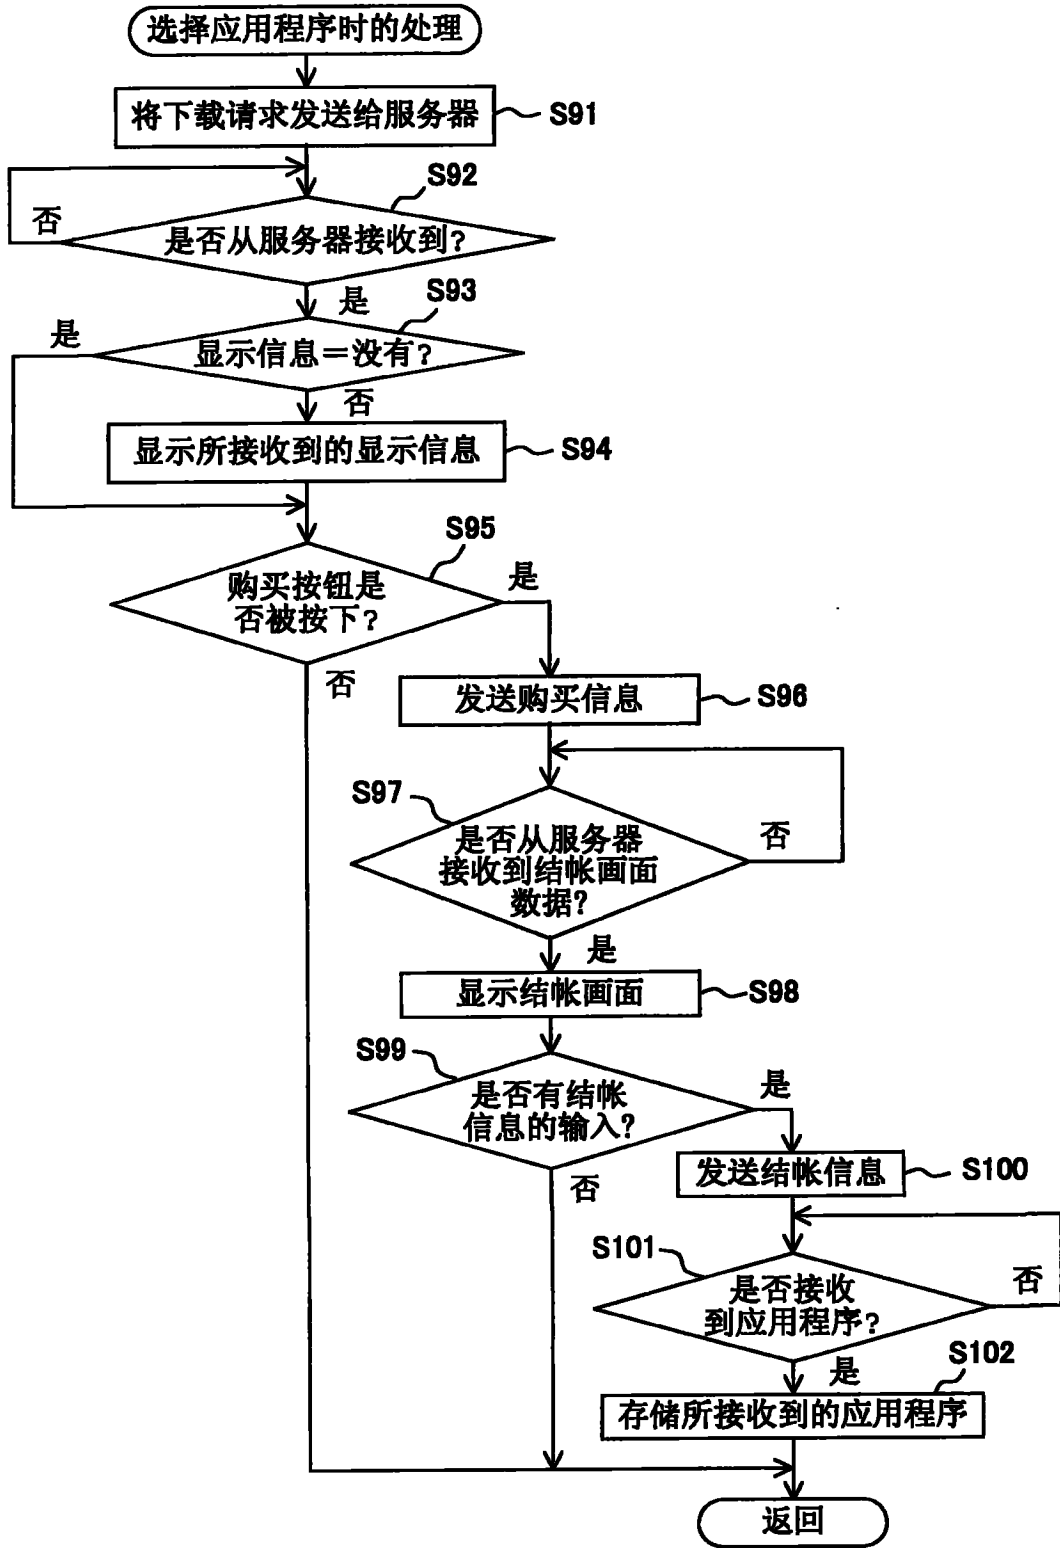 选择应用程序时的处理
将下载请求发送给服务器
S91
S92
否
是否从服务器接收到?
是
S93
是
显示信息=没有?
否
显示所接收到的显示信息
S94
S95
购买按钮是
否被按下?
是
否
发送购买信息
S96
S97
是否从服务器
接收到结帐画面
数据?
否
是
显示结帐画面
S98
S99
是否有结帐
信息的输入?
是
否
发送结帐信息
S100
S101
是否接收
到应用程序?
否
是
S102
存储所接收到的应用程序
返回